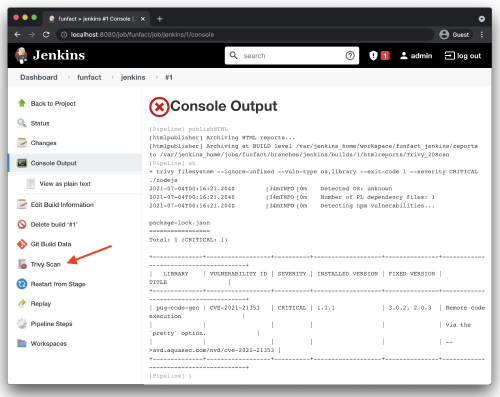 funfact » jenkins #1 Console [J
Guest
localhost:8080/job/funfact/job/jenkins/1/console
Jenkins
search
1
admin
log out
Dashboard
funfact
jenkins
#1
Back to Project
Status
Changes
Console Output
View as plain text
Edit Build Information
Delete build '#1'
Git Build Data
Trivy Scan
Restart from Stage
Replay
Pipeline Steps
Workspaces
Console Output
[Pipeline] publishHTML
[htmlpublisher] Archiving HTML reports...
[htmlpublisher] Archiving at BUILD level /var/jenkins_home/workspace/funfact_jenkins/reports
to /var/jenkins_home/jobs/funfact/branches/jenkins/builds/1/htmlreports/Trivy_20Scan
[Pipeline] sh
+ trivy filesystem --ignore-unfixed --vuln-type os,library --exit-code 1 --severity CRITICAL
./nodejs
2021-07-04T00:16:21.204Z [34mINFO[0m Detected OS: unknown
2021-07-04T00:16:21.204Z [34mINFO[0m Number of PL dependency files: 1
2021-07-04T00:16:21.204Z [34mINFO[0m Detecting npm vulnerabilities...
package-lock.json
=================
Total: 1 (CRITICAL: 1)
| LIBRARY | VULNERABILITY ID | SEVERITY | INSTALLED VERSION | FIXED VERSION |
TITLE |
| pug-code-gen | CVE-2021-21353 | CRITICAL | 1.1.1 | 3.0.2, 2.0.3 | Remote code
execution |
| | | | | | via the
`pretty` option. |
| | | | | | --
>avd.aquasec.com/nvd/cve-2021-21353 |
[Pipeline] }